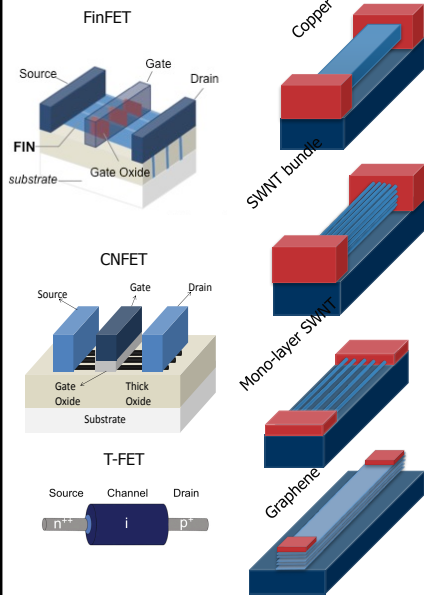 FinFET
Source
Gate
Drain
FIN
Gate Oxide
substrate
CNFET
Source
Gate
Drain
Gate
Oxide
Thick
Oxide
Substrate
T-FET
Source
Channel
Drain
n++
i
p+
Copper
SWNT bundle
Mono-layer SWNT
Graphene